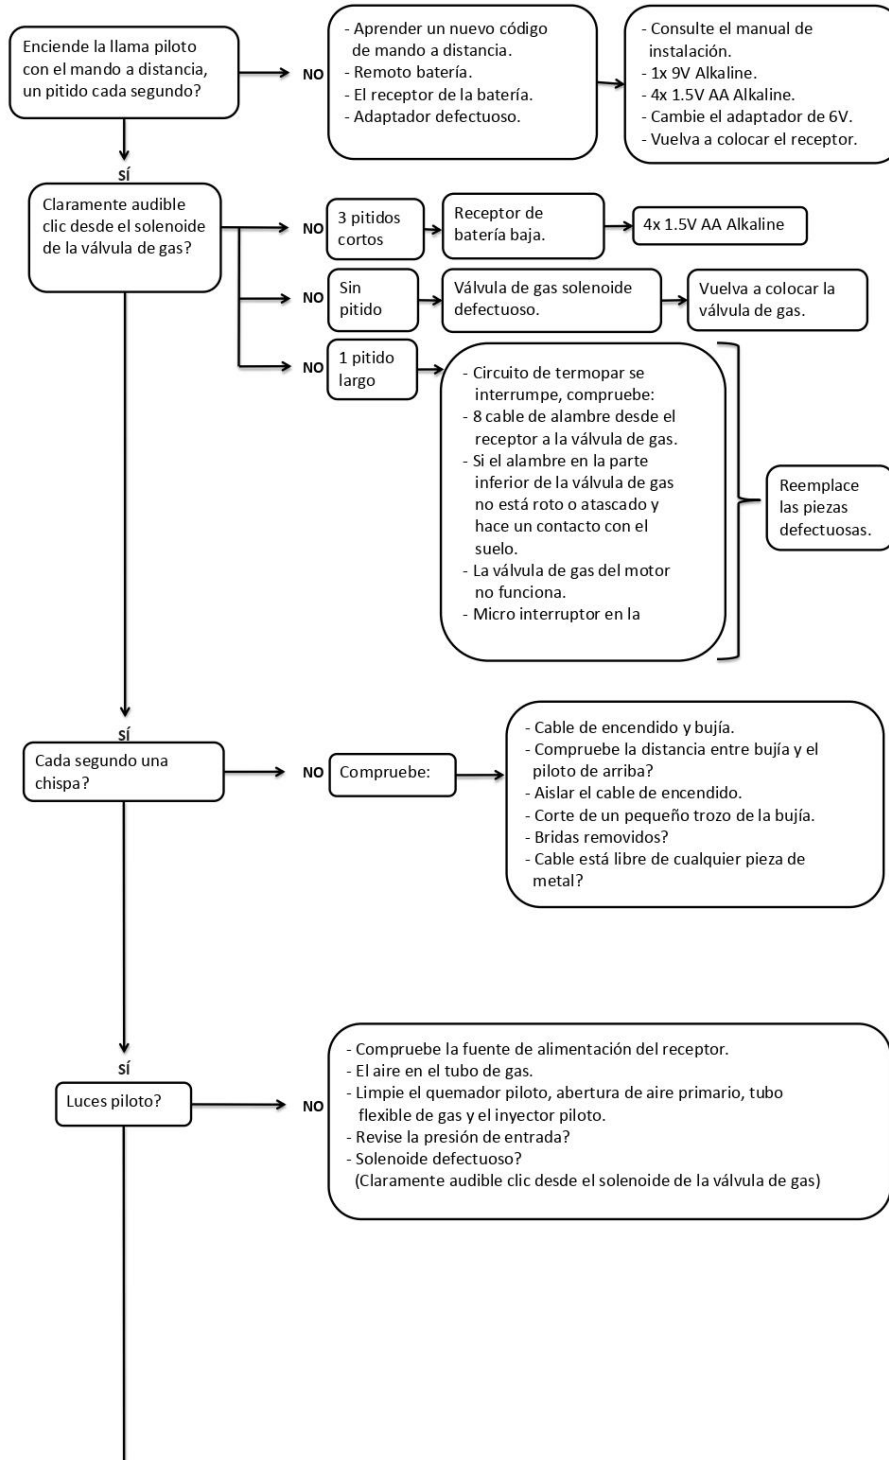 Enciende la llama piloto
con el mando a distancia,
un pitido cada segundo?
NO
- Aprender un nuevo código
de mando a distancia.
- Remoto batería.
- El receptor de la batería.
- Adaptador defectuoso.
- Consulte el manual de
instalación.
- 1x 9V Alkaline.
- 4x 1.5V AA Alkaline.
- Cambie el adaptador de 6V.
- Vuelva a colocar el receptor.
SÍ
Claramente audible
clic desde el solenoide
de la válvula de gas?
NO
3 pitidos
cortos
Receptor de
batería baja.
4x 1.5V AA Alkaline
NO
Sin
pitido
Válvula de gas solenoide
defectuoso.
Vuelva a colocar la
válvula de gas.
NO
1 pitido
largo
- Circuito de termopar se
interrumpe, compruebe:
- 8 cable de alambre desde el
receptor a la válvula de gas.
- Si el alambre en la parte
inferior de la válvula de gas
no está roto o atascado y
hace un contacto con el
suelo.
- La válvula de gas del motor
no funciona.
- Micro interruptor en la
Reemplace
las piezas
defectuosas.
SÍ
Cada segundo una
chispa?
NO
Compruebe:
- Cable de encendido y bujía.
- Compruebe la distancia entre bujía y el
piloto de arriba?
- Aislar el cable de encendido.
- Corte de un pequeño trozo de la bujía.
- Bridas removidos?
- Cable está libre de cualquier pieza de
metal?
SÍ
Luces piloto?
NO
- Compruebe la fuente de alimentación del receptor.
- El aire en el tubo de gas.
- Limpie el quemador piloto, abertura de aire primario, tubo
flexible de gas y el inyector piloto.
- Revise la presión de entrada?
- Solenoide defectuoso?
(Claramente audible clic desde el solenoide de la válvula de gas)